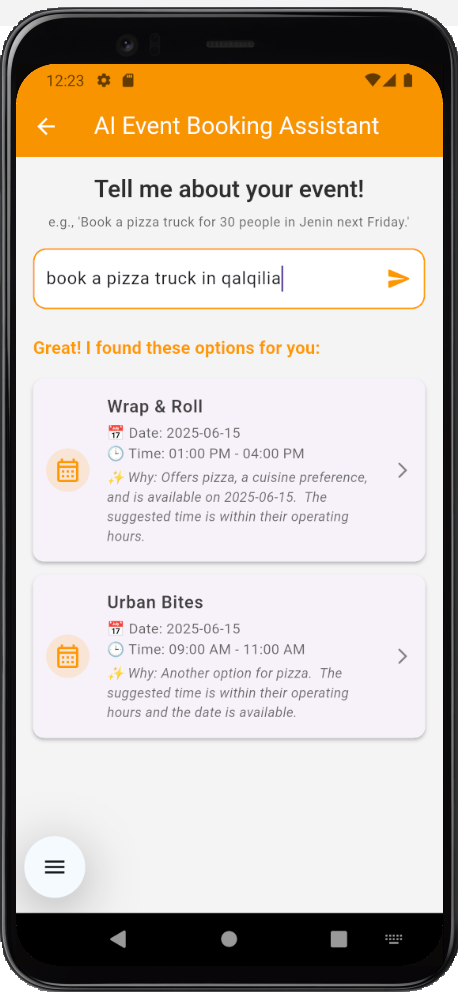 12:23
AI Event Booking Assistant
Tell me about your event!
e.g., 'Book a pizza truck for 30 people in Jenin next Friday.'
book a pizza truck in qalqilia
Great! I found these options for you:
Wrap & Roll
📅 Date: 2025-06-15
🕒 Time: 01:00 PM - 04:00 PM
✨ Why: Offers pizza, a cuisine preference,
and is available on 2025-06-15.  The
suggested time is within their operating
hours.
Urban Bites
📅 Date: 2025-06-15
🕒 Time: 09:00 AM - 11:00 AM
✨ Why: Another option for pizza.  The
suggested time is within their operating
hours and the date is available.